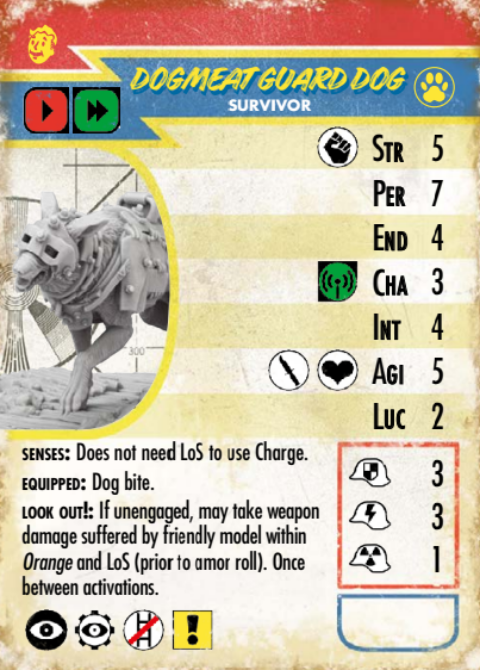 DOGMEAT GUARD DOG
SURVIVOR
STR 5
PER 7
END 4
CHA 3
INT 4
AGI 5
LUC 2
300
SENSES: Does not need LoS to use Charge.
EQUIPPED: Dog bite.
LOOK OUT!: If unengaged, may take weapon
damage suffered by friendly model within
Orange and LoS (prior to amor roll). Once
between activations.
3
3
1